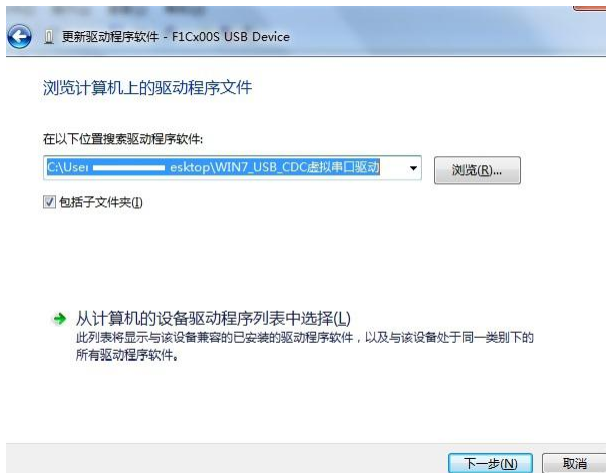 更新驱动程序软件 - F1Cx00S USB Device
浏览计算机上的驱动程序文件
在以下位置搜索驱动程序软件:
C:\User esktop\WIN7_USB_CDC虚拟串口驱动
浏览(R)...
包括子文件夹(I)
从计算机的设备驱动程序列表中选择(L)
此列表将显示与该设备兼容的已安装的驱动程序软件，以及与该设备处于同一类别下的
所有驱动程序软件。
下一步(N)
取消